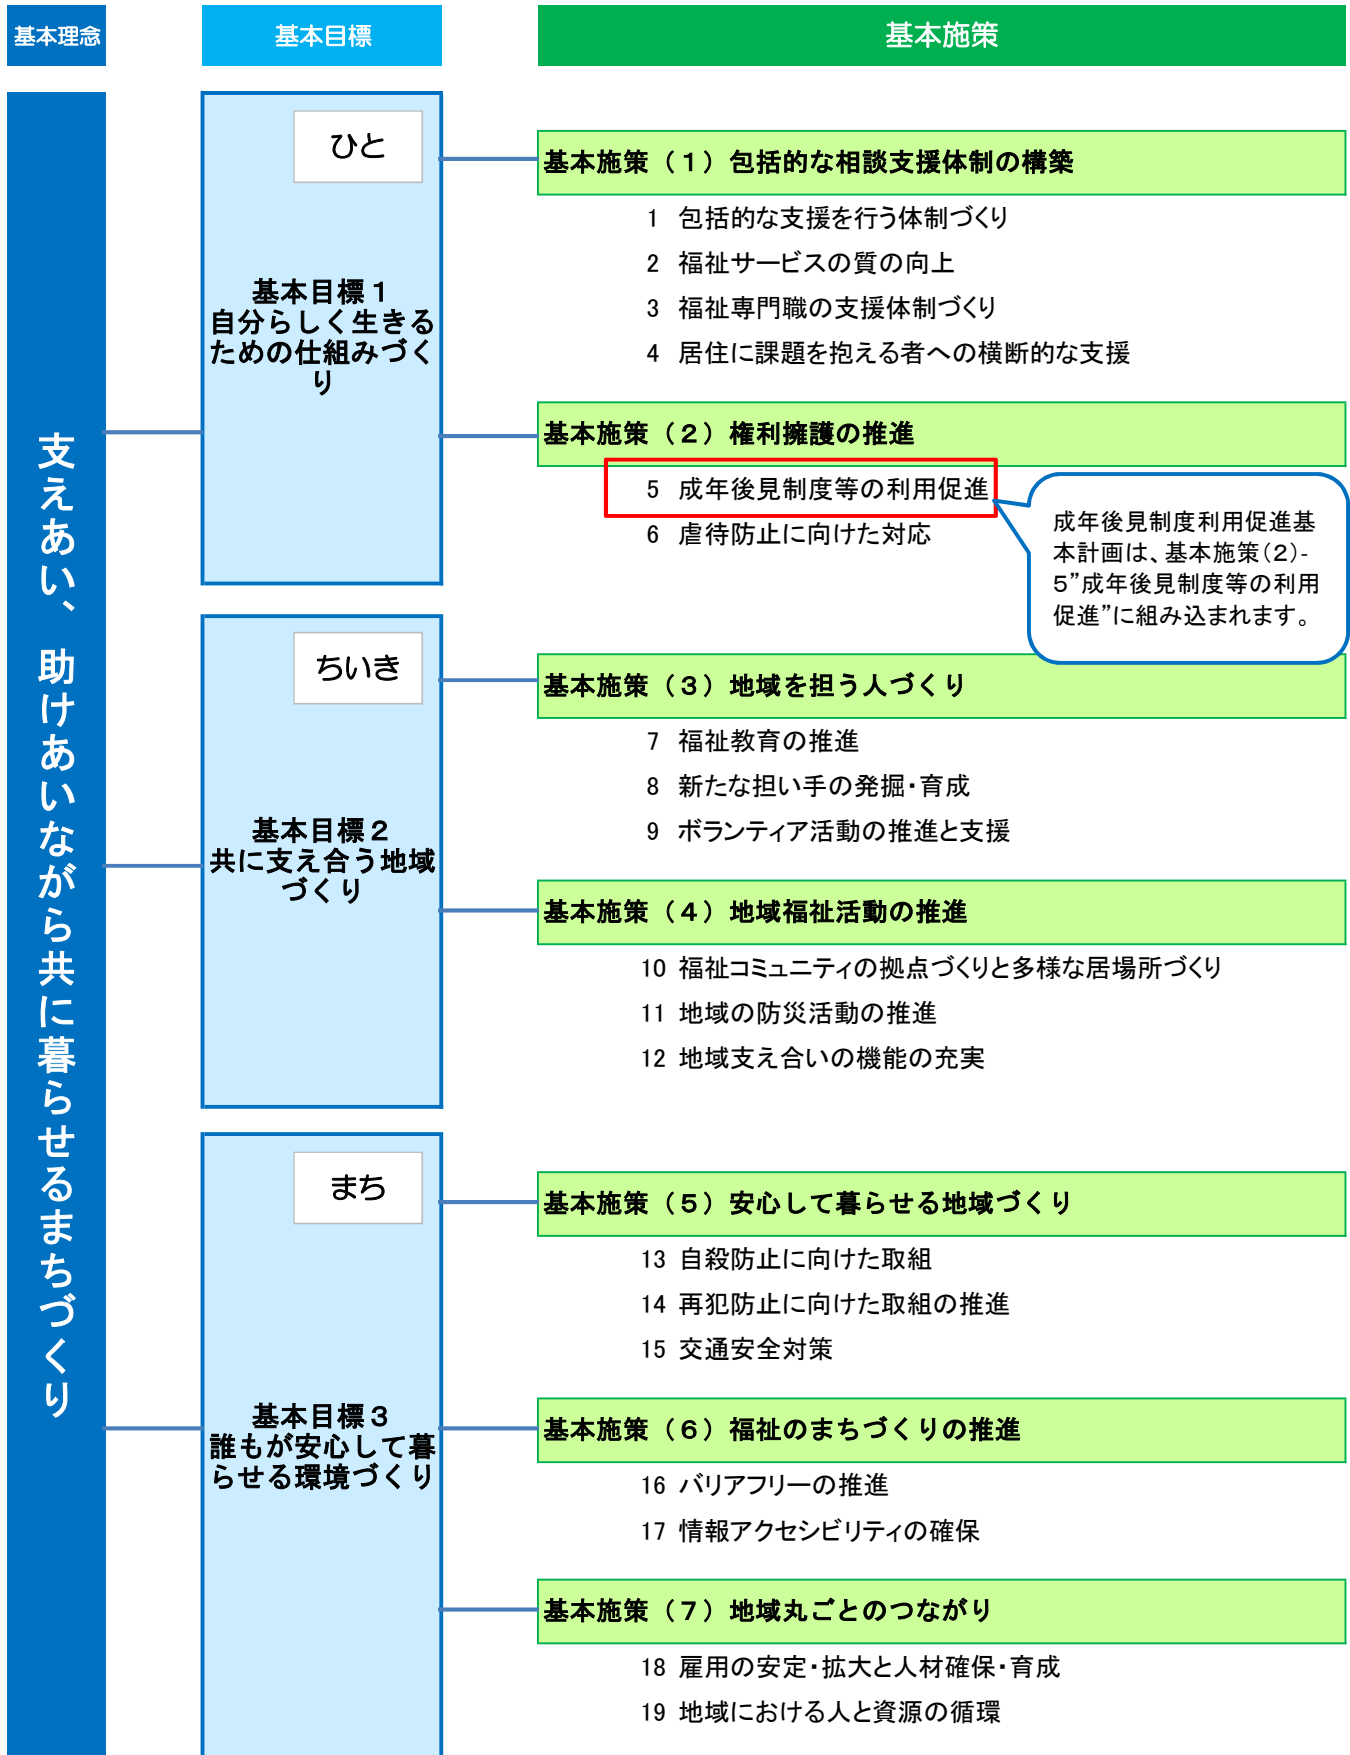 基本理念
基本目標
基本施策
支えあい、助けあいながら共に暮らせるまちづくり
ひと
基本目標１
自分らしく生きる
ための仕組みづく
り
基本施策（１）包括的な相談支援体制の構築
1 包括的な支援を行う体制づくり
2 福祉サービスの質の向上
3 福祉専門職の支援体制づくり
4 居住に課題を抱える者への横断的な支援
基本施策（２）権利擁護の推進
5 成年後見制度等の利用促進
6 虐待防止に向けた対応
成年後見制度利用促進基
本計画は、基本施策(2)-
5”成年後見制度等の利用
促進”に組み込まれます。
ちいき
基本目標２
共に支え合う地域
づくり
基本施策（３）地域を担う人づくり
7 福祉教育の推進
8 新たな担い手の発掘・育成
9 ボランティア活動の推進と支援
基本施策（４）地域福祉活動の推進
10 福祉コミュニティの拠点づくりと多様な居場所づくり
11 地域の防災活動の推進
12 地域支え合いの機能の充実
まち
基本目標３
誰もが安心して暮
らせる環境づくり
基本施策（５）安心して暮らせる地域づくり
13 自殺防止に向けた取組
14 再犯防止に向けた取組の推進
15 交通安全対策
基本施策（６）福祉のまちづくりの推進
16 バリアフリーの推進
17 情報アクセシビリティの確保
基本施策（７）地域丸ごとのつながり
18 雇用の安定・拡大と人材確保・育成
19 地域における人と資源の循環